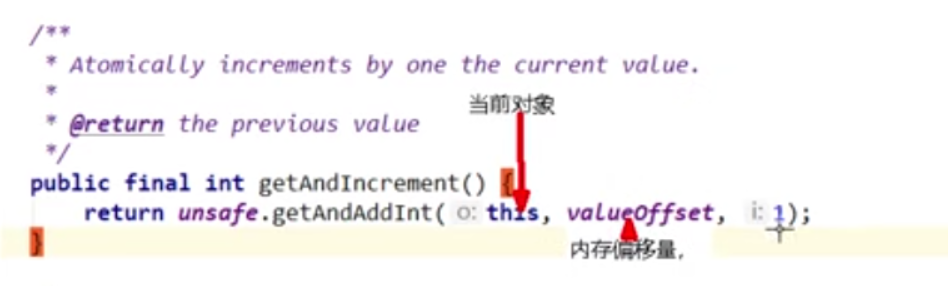 /**
* Atomically increments by one the current value.
*
当前对象
* @return the previous value
*/
public final int getAndIncrement() {
return unsafe.getAndAddInt( o: this, valueOffset, i: 1);
}
内存偏移量,